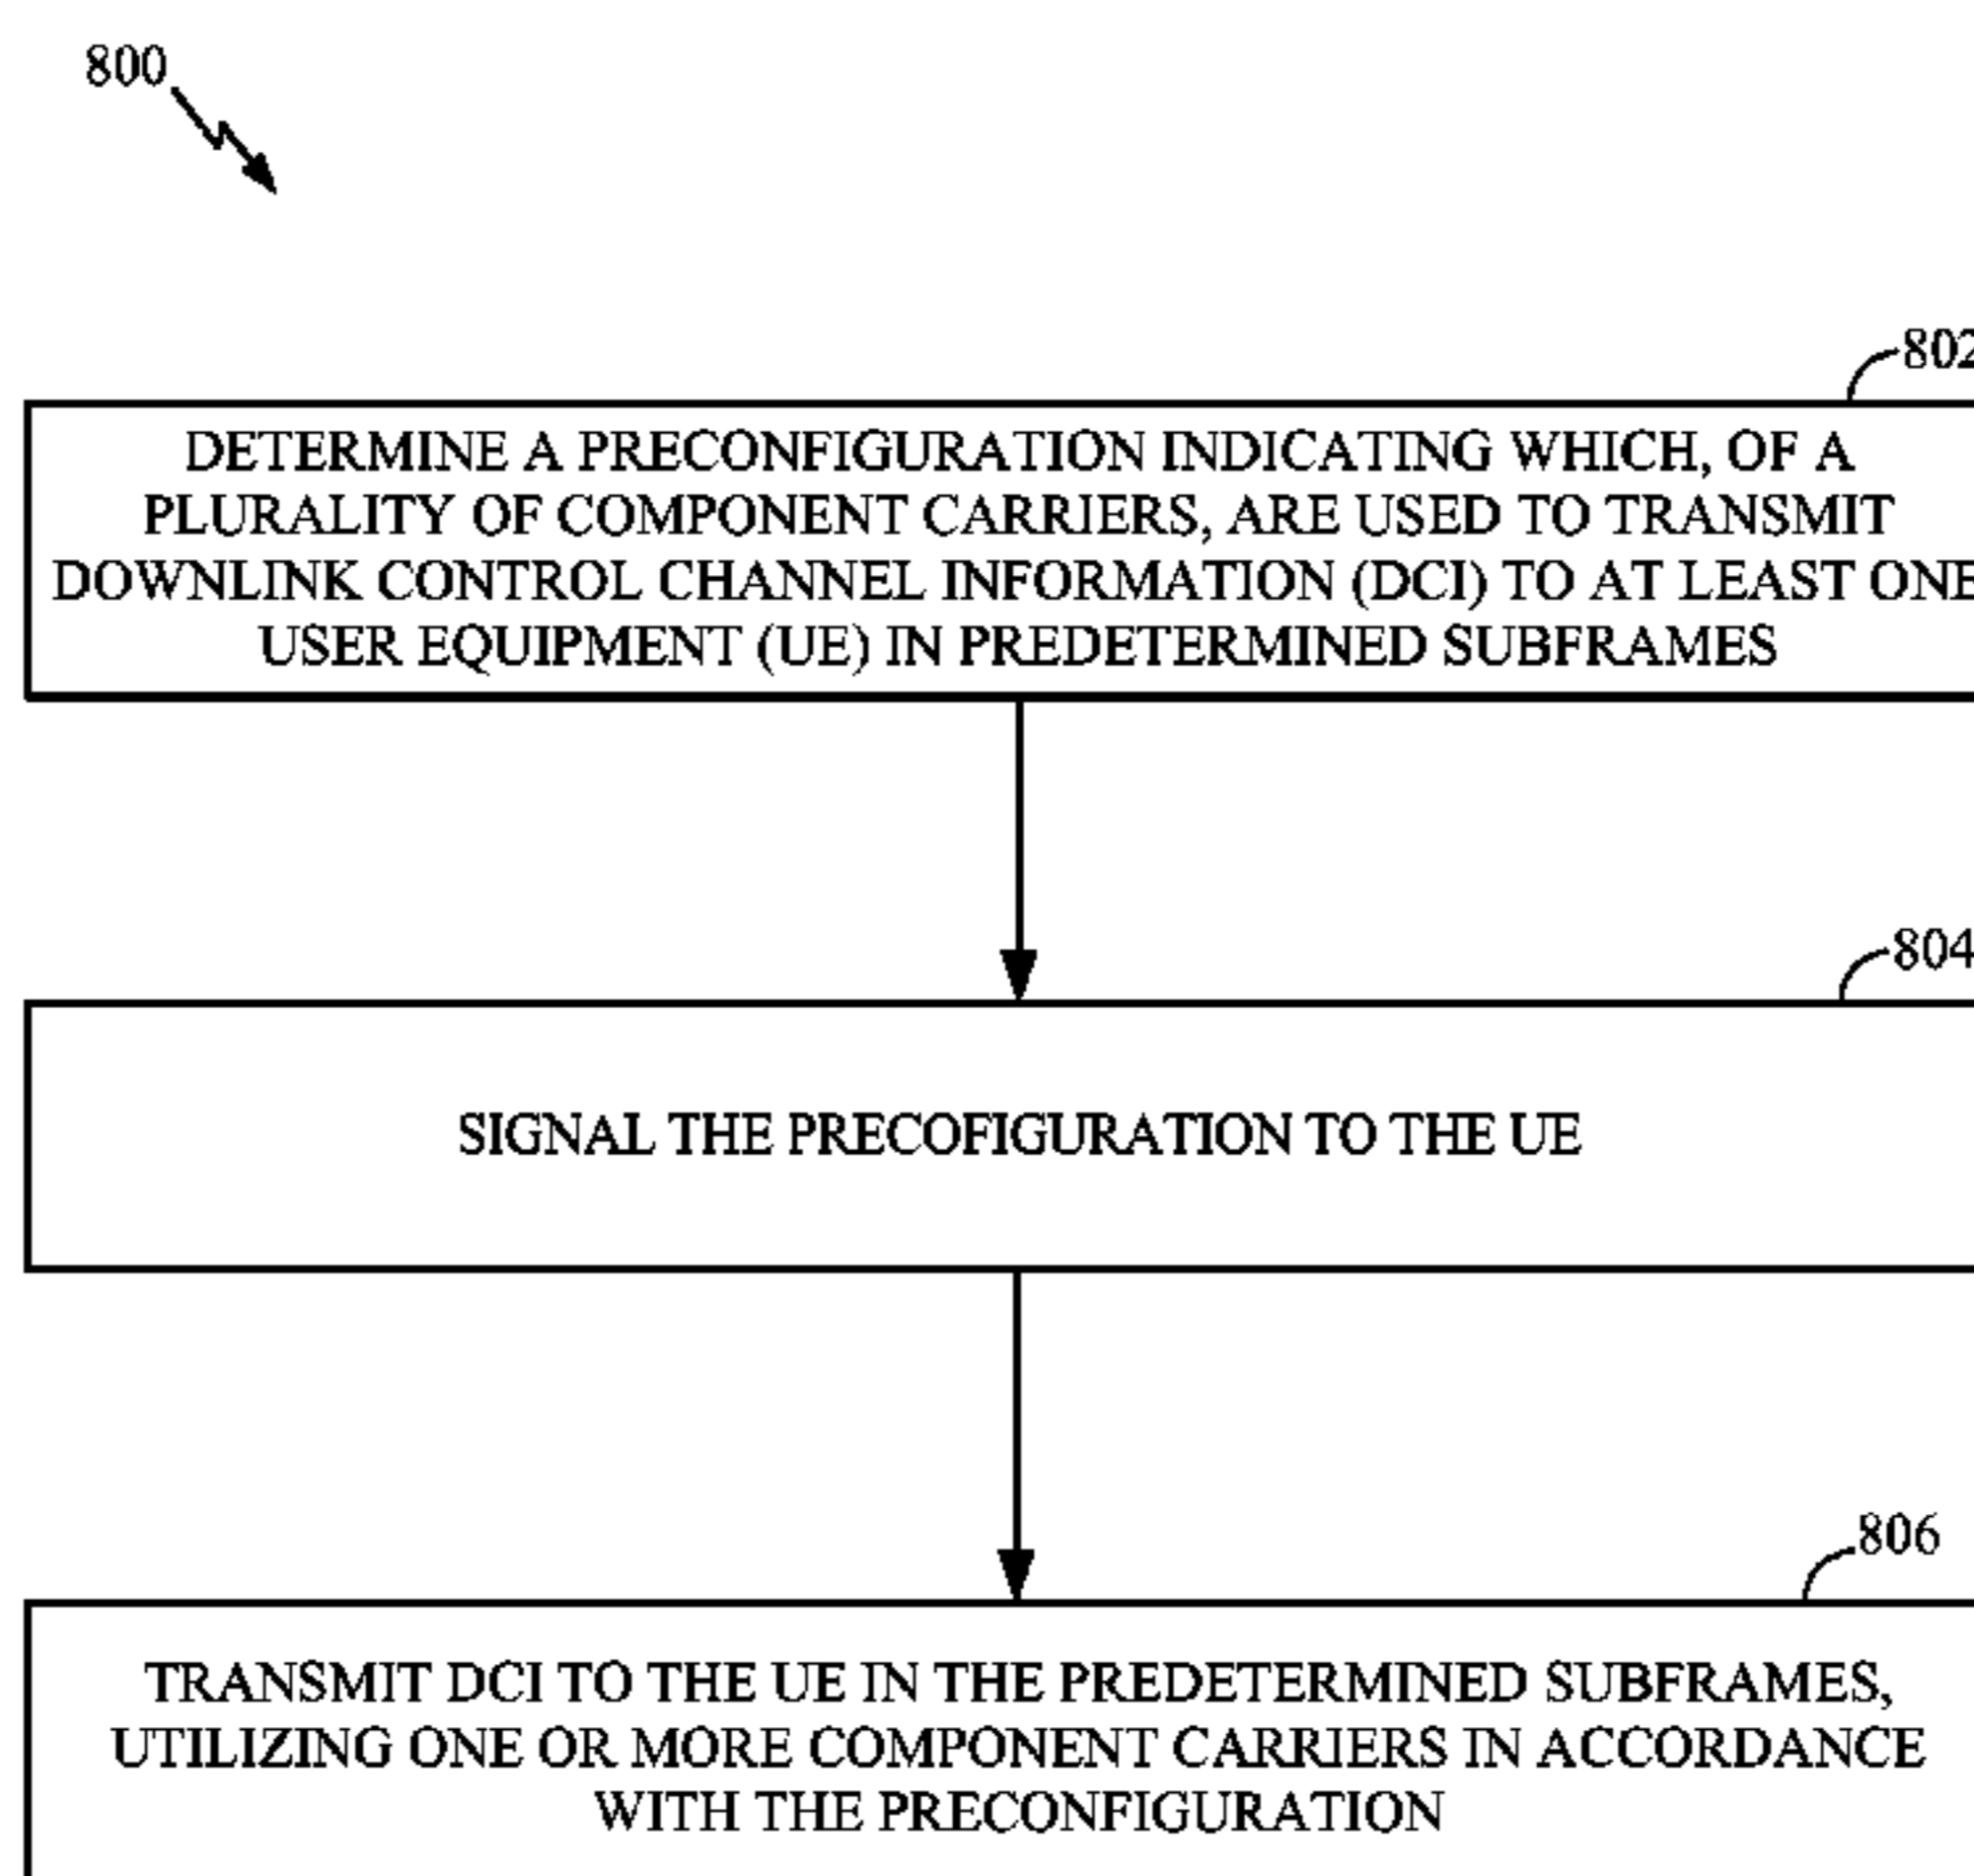 800
802
DETERMINE A PRECONFIGURATION INDICATING WHICH, OF A
PLURALITY OF COMPONENT CARRIERS, ARE USED TO TRANSMIT
DOWNLINK CONTROL CHANNEL INFORMATION (DCI) TO AT LEAST ONE
USER EQUIPMENT (UE) IN PREDETERMINED SUBFRAMES
804
SIGNAL THE PRECOFIGURATION TO THE UE
806
TRANSMIT DCI TO THE UE IN THE PREDETERMINED SUBFRAMES,
UTILIZING ONE OR MORE COMPONENT CARRIERS IN ACCORDANCE
WITH THE PRECONFIGURATION